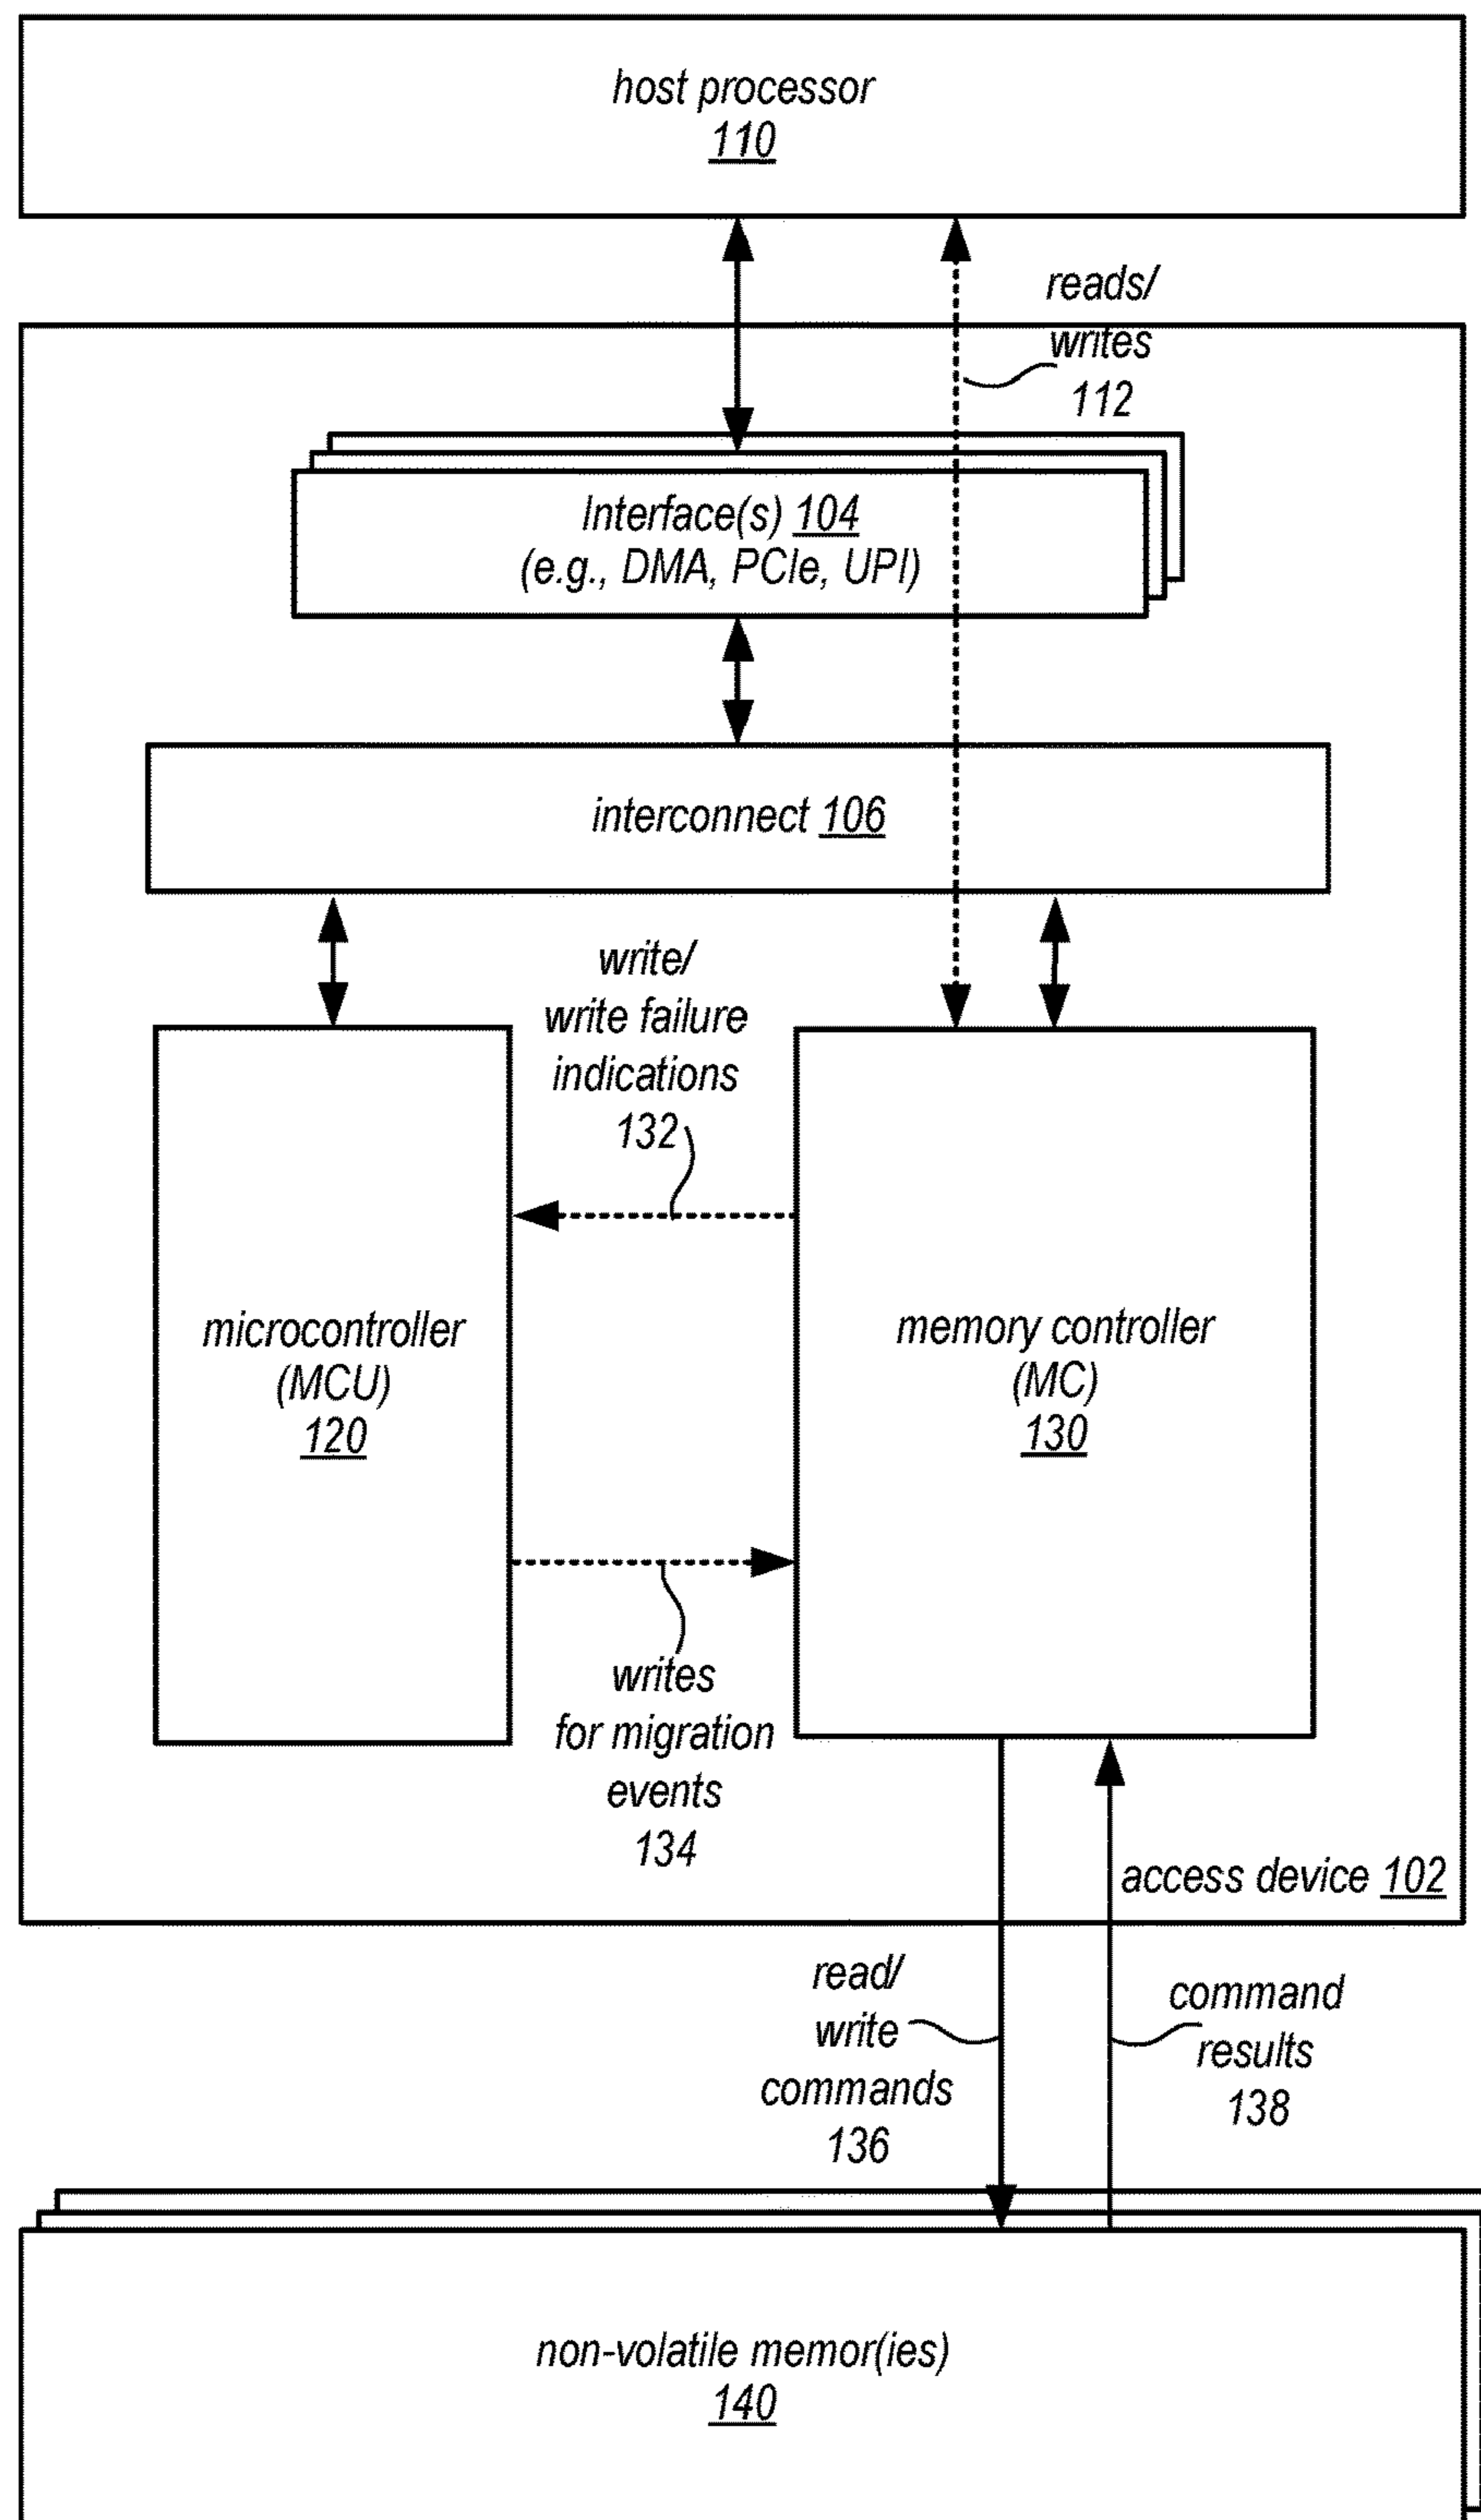 host processor
110
reads/
writes
112
Interface(s) 104
(e.g., DMA, PCIe, UPI)
interconnect 106
write/
write failure
indications
132
microcontroller
(MCU)
120
memory controller
(MC)
130
writes
for migration
events
134
access device 102
read/
write
commands
136
command
results
138
non-volatile memor(ies)
140